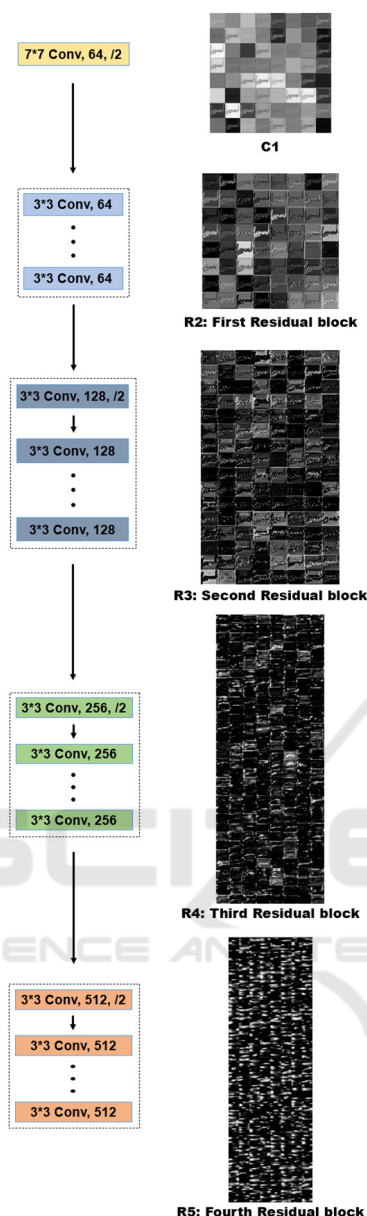 7*7 Conv, 64, /2
C1
3*3 Conv, 64
3*3 Conv, 64
R2: First Residual block
3*3 Conv, 128, /2
3*3 Conv, 128
3*3 Conv, 128
R3: Second Residual block
3*3 Conv, 256, /2
3*3 Conv, 256
3*3 Conv, 256
R4: Third Residual block
3*3 Conv, 512, /2
3*3 Conv, 512
3*3 Conv, 512
R5: Fourth Residual block